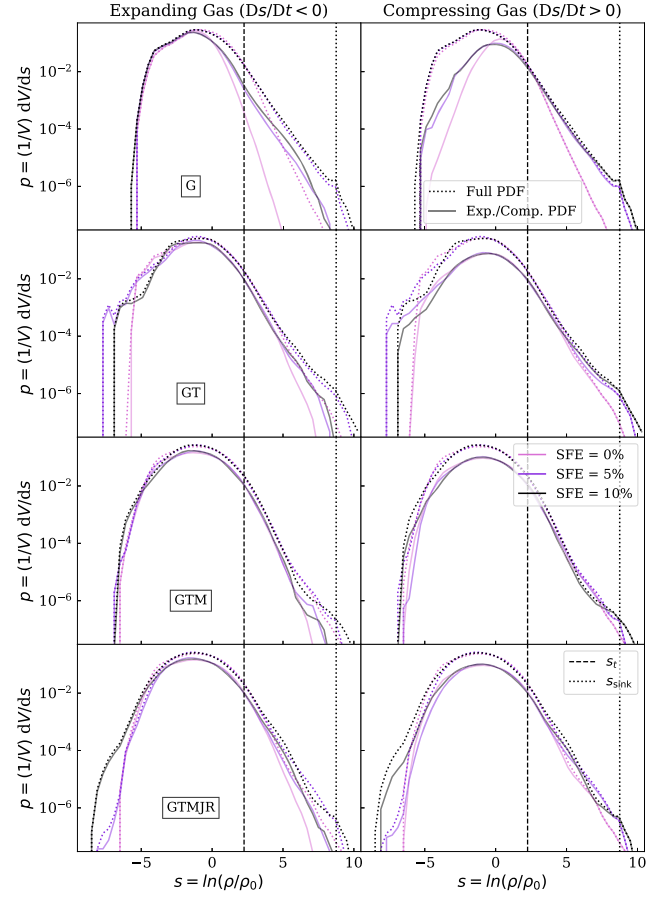 Expanding Gas (Ds/Dt < 0)
Compressing Gas (Ds/Dt > 0)
p = (1/V) dV/ds
10⁻²
10⁻⁴
10⁻⁶
G
Full PDF
Exp./Comp. PDF
p = (1/V) dV/ds
10⁻²
10⁻⁴
10⁻⁶
GT
p = (1/V) dV/ds
10⁻²
10⁻⁴
10⁻⁶
GTM
SFE = 0%
SFE = 5%
SFE = 10%
p = (1/V) dV/ds
10⁻²
10⁻⁴
10⁻⁶
GTMJR
sₜ
s_sink
−5 0 5 10
−5 0 5 10
s = ln(ρ/ρ₀)
s = ln(ρ/ρ₀)